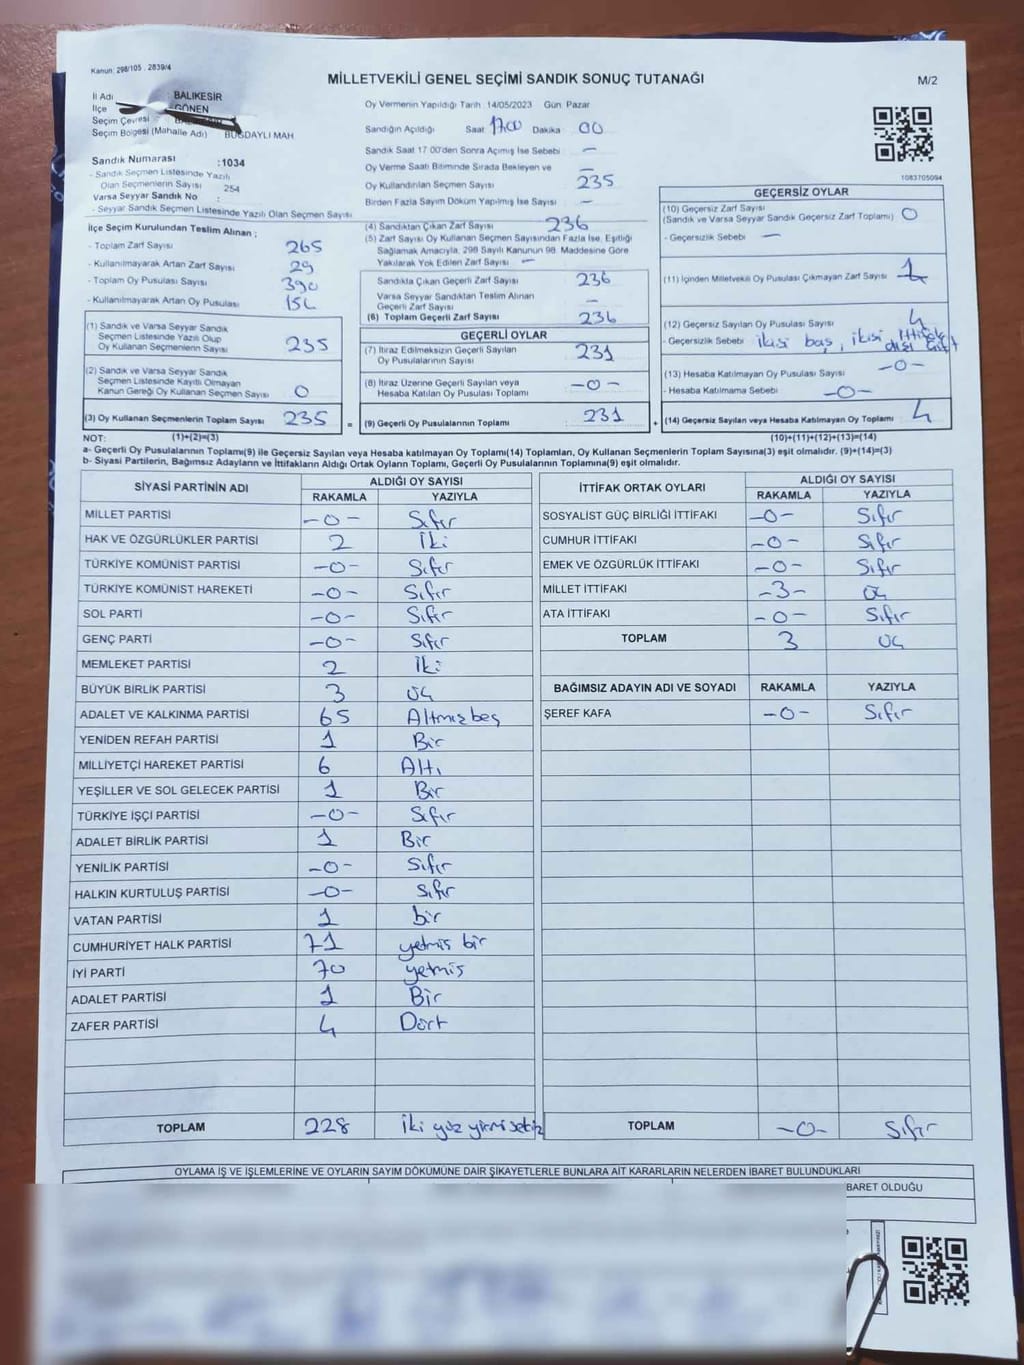 Kanun: 298/105 2839/4
MİLLETVEKİLİ GENEL SEÇİMİ SANDIK SONUÇ TUTANAĞI
M/2
İl Adı : BALIKESİR
İlçe : GÖNEN
Seçim Çevresi
Seçim Bölgesi (Mahalle Adı) BUĞDAYLI MAH
Sandık Numarası :1034
- Sandık Seçmen Listesinde Yazılı
Olan Seçmenlerin Sayısı 254
Varsa Seyyar Sandık No :
- Seyyar Sandık Seçmen Listesinde Yazılı Olan Seçmen Sayısı
Oy Vermenin Yapıldığı Tarih :14/05/2023 Gün Pazar
Sandığın Açıldığı Saat 17.00 Dakika 00
Sandık Saat 17 00'den Sonra Açmış İse Sebebi —
Oy Verme Saati Bitiminde Sırada Bekleyen ve —
Oy Kullandırılan Seçmen Sayısı 235
Birden Fazla Sayım Döküm Yapılmış İse Sayısı —
1083705094
İlçe Seçim Kurulundan Teslim Alınan ;
- Toplam Zarf Sayısı 265
- Kullanılmayarak Artan Zarf Sayısı 29
- Toplam Oy Pusulası Sayısı 390
- Kullanılmayarak Artan Oy Pusulası
(1) Sandık ve Varsa Seyyar Sandık
Seçmen Listesinde Yazılı Olup
Oy Kullanan Seçmenlerin Sayısı 235
(2) Sandık ve Varsa Seyyar Sandık
Seçmen Listesinde Kayıtlı Olmayan
Kanun Gereği Oy Kullanan Seçmen Sayısı 0
(3) Oy Kullanan Seçmenlerin Toplam Sayısı 235 =
(4) Sandıktan Çıkan Zarf Sayısı 236
(5) Zarf Sayısı Oy Kullanan Seçmen Sayısından Fazla İse, Eşitliği
Sağlamak Amacıyla, 298 Sayılı Kanunun 98. Maddesine Göre
Yakılarak Yok Edilen Zarf Sayısı —
Sandıkta Çıkan Geçerli Zarf Sayısı 236
Varsa Seyyar Sandıktan Teslim Alınan
Geçerli Zarf Sayısı —
(6) Toplam Geçerli Zarf Sayısı 236
GEÇERLİ OYLAR
(7) İtiraz Edilmeksizin Geçerli Sayılan
Oy Pusulalarının Sayısı 231
(8) İtiraz Üzerine Geçerli Sayılan veya
Hesaba Katılan Oy Pusulası Toplamı -0-
(9) Geçerli Oy Pusulalarının Toplamı 231 +
GEÇERSİZ OYLAR
(10) Geçersiz Zarf Sayısı
(Sandık ve Varsa Seyyar Sandık Geçersiz Zarf Toplamı) 0
- Geçersizlik Sebebi —
(11) İçinden Milletvekili Oy Pusulası Çıkmayan Zarf Sayısı 1
(12) Geçersiz Sayılan Oy Pusulası Sayısı 4
- Geçersizlik Sebebi ikisi baş, ikisi ittifak
dışı
(13) Hesaba Katılmayan Oy Pusulası Sayısı -0-
- Hesaba Katılmama Sebebi -0-
(14) Geçersiz Sayılan veya Hesaba Katılmayan Oy Toplamı 4
NOT: (1)+(2)=(3) (10)+(11)+(12)+(13)=(14)
a- Geçerli Oy Pusulalarının Toplamı(9) ile Geçersiz Sayılan veya Hesaba katılmayan Oy Toplamı(14) Toplamları, Oy Kullanan Seçmenlerin Toplam Sayısına(3) eşit olmalıdır. (9)+(14)=(3)
b- Siyasi Partilerin, Bağımsız Adayların ve İttifakların Aldığı Ortak Oyların Toplamı, Geçerli Oy Pusulalarının Toplamına(9) eşit olmalıdır.
SİYASİ PARTİNİN ADI ALDIĞI OY SAYISI
RAKAMLA YAZIYLA
MİLLET PARTİSİ -0- Sıfır
HAK VE ÖZGÜRLÜKLER PARTİSİ 2 İki
TÜRKİYE KOMÜNİST PARTİSİ -0- Sıfır
TÜRKİYE KOMÜNİST HAREKETİ -0- Sıfır
SOL PARTİ -0- Sıfır
GENÇ PARTİ -0- Sıfır
MEMLEKET PARTİSİ 2 İki
BÜYÜK BİRLİK PARTİSİ 3 üç
ADALET VE KALKINMA PARTİSİ 65 Altmışbeş
YENİDEN REFAH PARTİSİ 1 Bir
MİLLİYETÇİ HAREKET PARTİSİ 6 Altı
YEŞİLLER VE SOL GELECEK PARTİSİ 1 Bir
TÜRKİYE İŞÇİ PARTİSİ -0- Sıfır
ADALET BİRLİK PARTİSİ 1 Bir
YENİLİK PARTİSİ -0- Sıfır
HALKIN KURTULUŞ PARTİSİ -0- Sıfır
VATAN PARTİSİ 1 bir
CUMHURİYET HALK PARTİSİ 71 yetmiş bir
İYİ PARTİ 70 yetmiş
ADALET PARTİSİ 1 Bir
ZAFER PARTİSİ 4 Dört
TOPLAM 228 İki yüz yirmi sekiz
İTTİFAK ORTAK OYLARI ALDIĞI OY SAYISI
RAKAMLA YAZIYLA
SOSYALİST GÜÇ BİRLİĞİ İTTİFAKI -0- Sıfır
CUMHUR İTTİFAKI -0- Sıfır
EMEK VE ÖZGÜRLÜK İTTİFAKI -0- Sıfır
MİLLET İTTİFAKI -3- üç
ATA İTTİFAKI -0- Sıfır
TOPLAM 3 üç
BAĞIMSIZ ADAYIN ADI VE SOYADI RAKAMLA YAZIYLA
ŞEREF KAFA -0- Sıfır
TOPLAM -0- Sıfır
OYLAMA İŞ VE İŞLEMLERİNE VE OYLARIN SAYIM DÖKÜMÜNE DAİR ŞİKAYETLERLE BUNLARA AİT KARARLARIN NELERDEN İBARET BULUNDUKLARI
BARET OLDUĞU